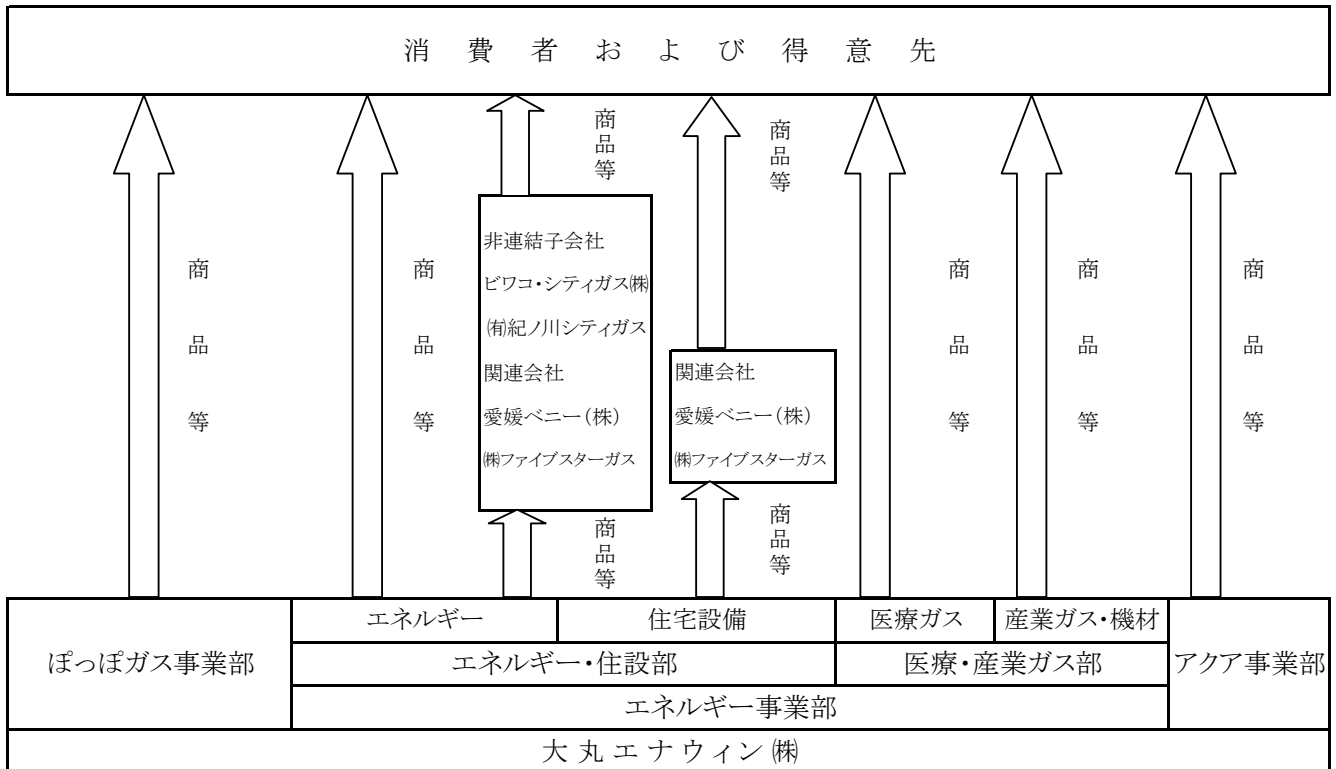 消費者および得意先
商品等
商品等
商品等
商品等
商品等
商品等
商品等
非連結子会社
ビワコ・シティガス㈱
㈲紀ノ川シティガス
関連会社
愛媛ベニー(株)
㈱ファイブスターガス
関連会社
愛媛ベニー(株)
㈱ファイブスターガス
商品等
商品等
エネルギー
住宅設備
医療ガス
産業ガス・機材
ぽっぽガス事業部
エネルギー・住設部
医療・産業ガス部
アクア事業部
エネルギー事業部
大丸エナウィン㈱